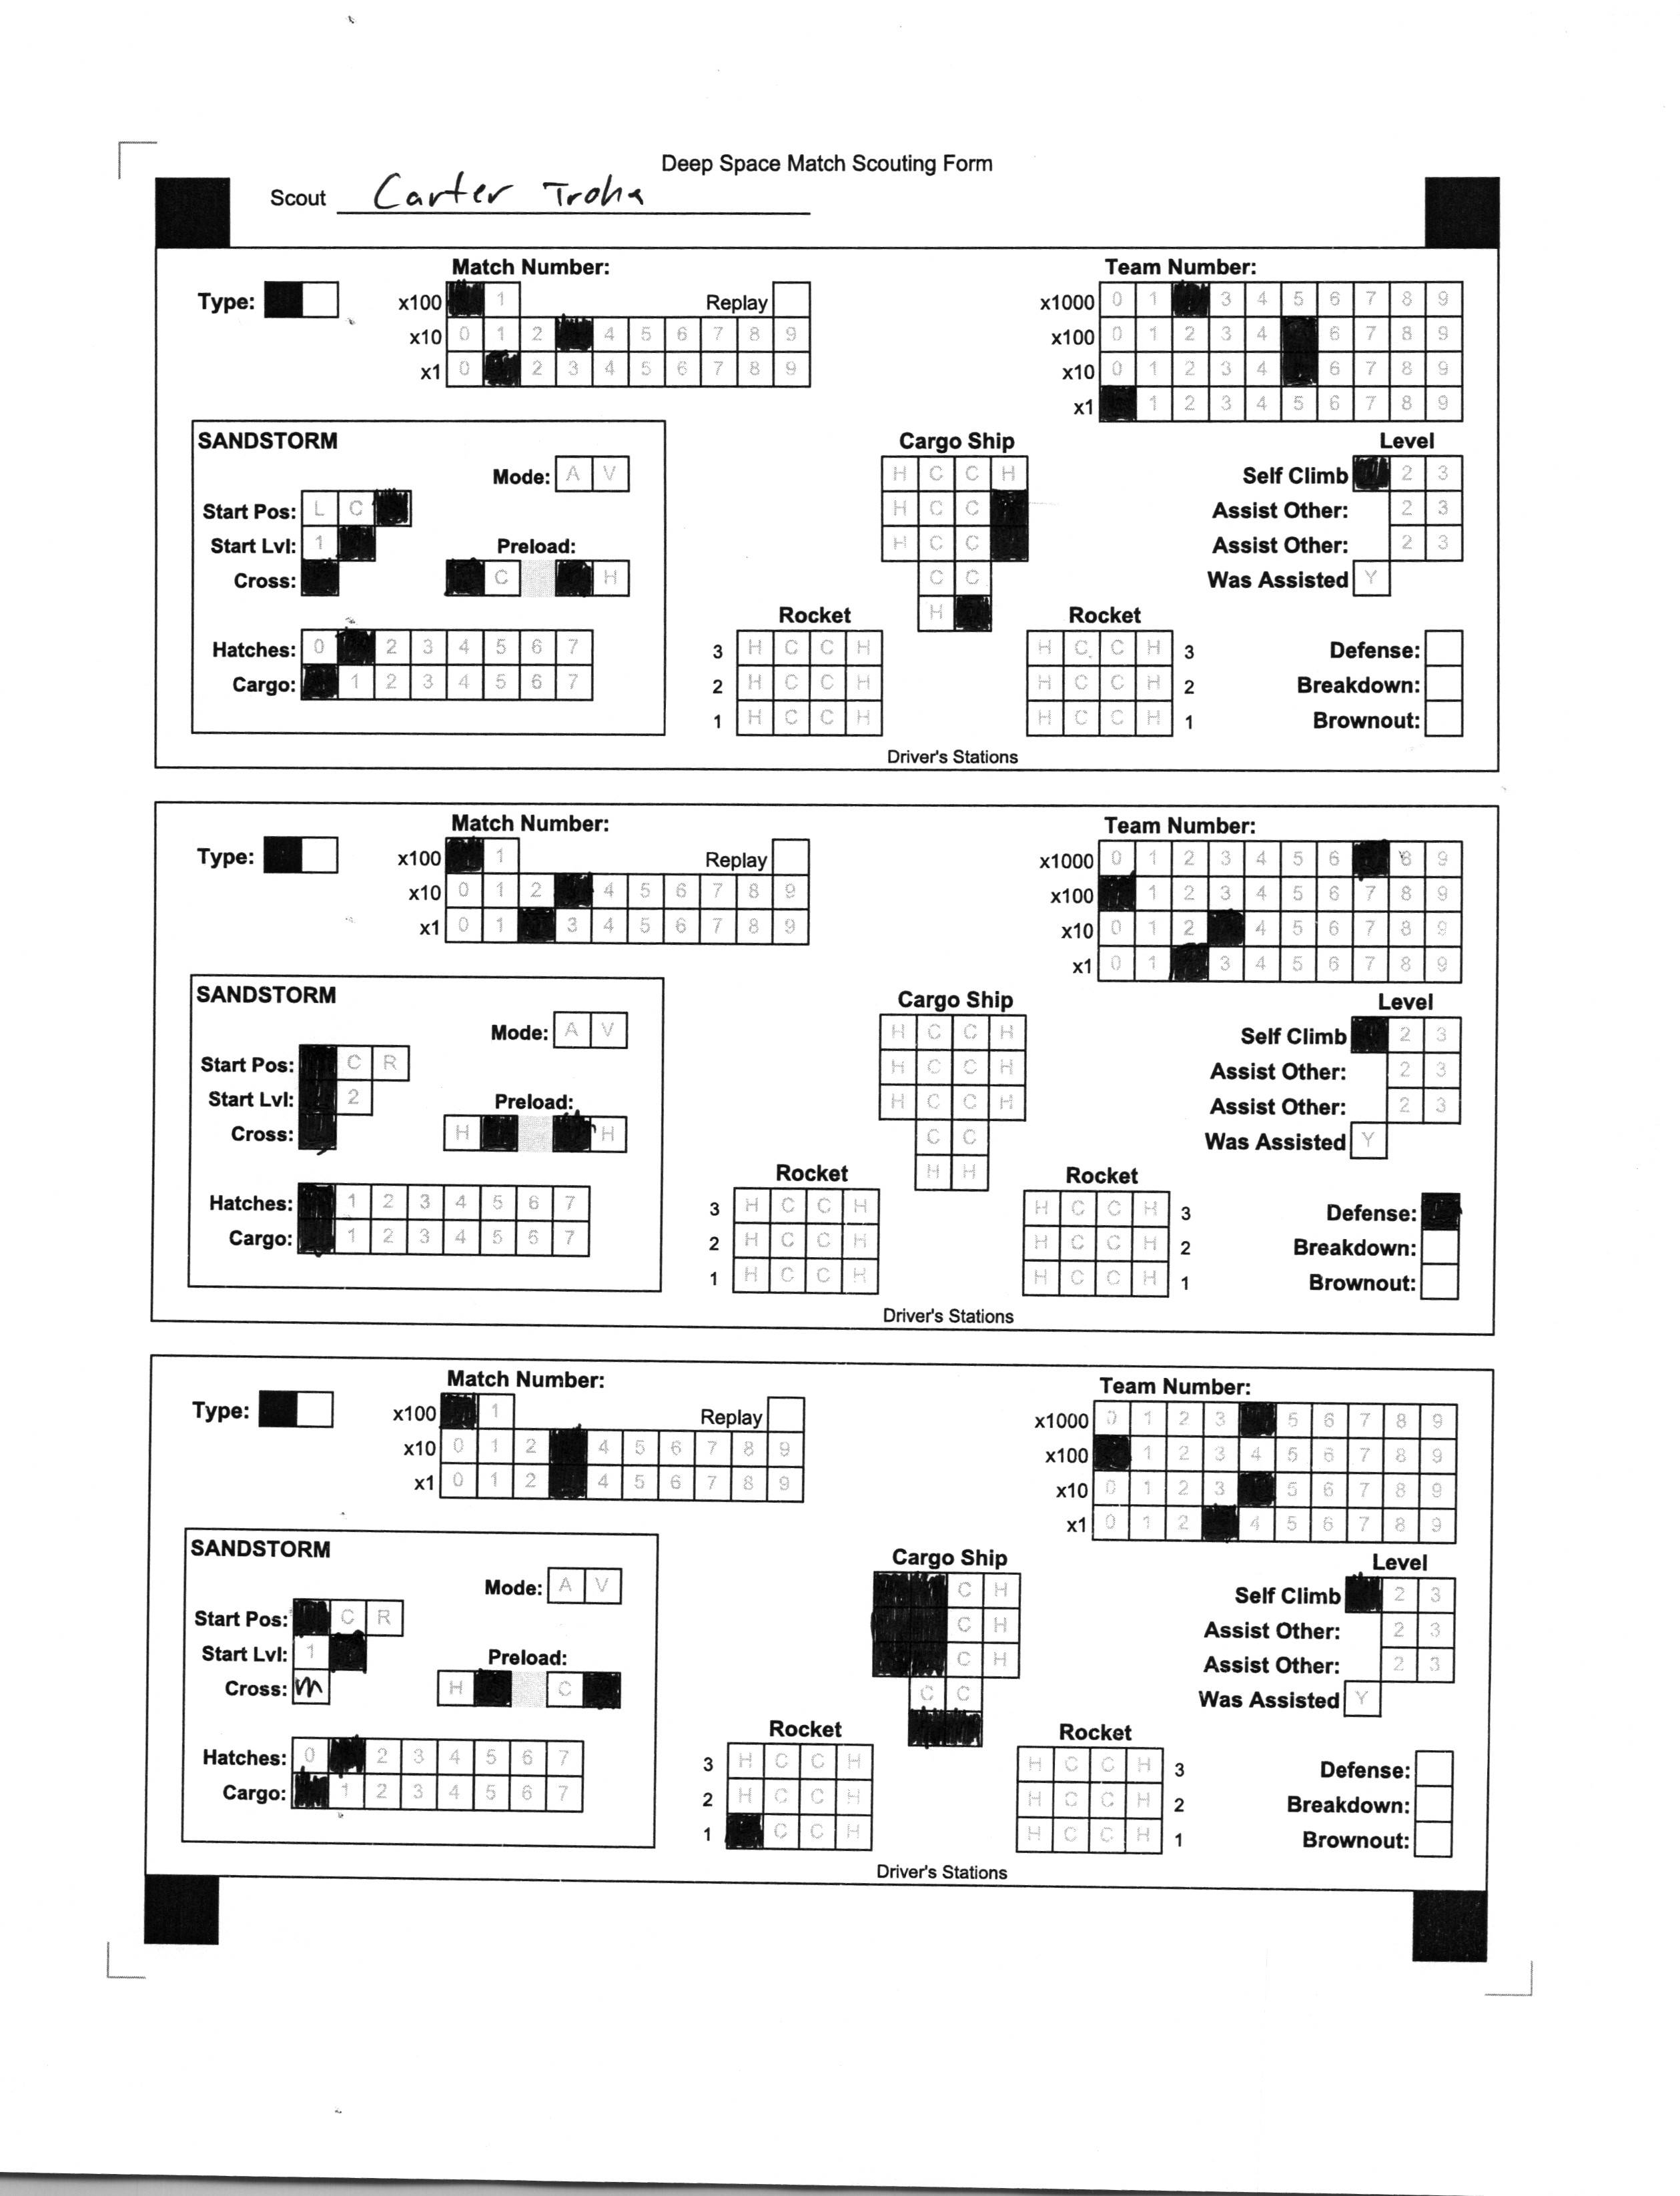 Deep Space Match Scouting Form
Scout Carter Troha
Match Number: Team Number:
Type: x100 1 Replay x1000 0 1 3 4 5 6 7 8 9
x10 0 1 2 4 5 6 7 8 9 x100 0 1 2 3 4 6 7 8 9
x1 0 2 3 4 5 6 7 8 9 x10 0 1 2 3 4 6 7 8 9
x1 1 2 3 4 5 6 7 8 9
SANDSTORM Cargo Ship Level
Mode: A V H C C H Self Climb 2 3
Start Pos: L C H C C Assist Other: 2 3
Start Lvl: 1 Preload: H C C Assist Other: 2 3
Cross: C H C C Was Assisted Y
Rocket H Rocket
Hatches: 0 2 3 4 5 6 7 3 H C C H H C C H 3 Defense:
Cargo: 1 2 3 4 5 6 7 2 H C C H H C C H 2 Breakdown:
1 H C C H H C C H 1 Brownout:
Driver's Stations
Match Number: Team Number:
Type: x100 1 Replay x1000 0 1 2 3 4 5 6 8 9
x10 0 1 2 4 5 6 7 8 9 x100 1 2 3 4 5 6 7 8 9
x1 0 1 3 4 5 6 7 8 9 x10 0 1 2 4 5 6 7 8 9
x1 0 1 3 4 5 6 7 8 9
SANDSTORM Cargo Ship Level
Mode: A V H C C H Self Climb 2 3
Start Pos: C R H C C H Assist Other: 2 3
Start Lvl: 2 Preload: H C C H Assist Other: 2 3
Cross: H H C C Was Assisted Y
Rocket H H Rocket
Hatches: 1 2 3 4 5 6 7 3 H C C H H C C H 3 Defense:
Cargo: 1 2 3 4 5 6 7 2 H C C H H C C H 2 Breakdown:
1 H C C H H C C H 1 Brownout:
Driver's Stations
Match Number: Team Number:
Type: x100 1 Replay x1000 0 1 2 3 5 6 7 8 9
x10 0 1 2 4 5 6 7 8 9 x100 1 2 3 4 5 6 7 8 9
x1 0 1 2 4 5 6 7 8 9 x10 0 1 2 3 5 6 7 8 9
x1 0 1 2 4 5 6 7 8 9
SANDSTORM Cargo Ship Level
Mode: A V C H Self Climb 2 3
Start Pos: C R C H Assist Other: 2 3
Start Lvl: 1 Preload: C H Assist Other: 2 3
Cross: H C C C Was Assisted Y
Rocket Rocket
Hatches: 0 2 3 4 5 6 7 3 H C C H H C C H 3 Defense:
Cargo: 1 2 3 4 5 6 7 2 H C C H H C C H 2 Breakdown:
1 C C H H C C H 1 Brownout:
Driver's Stations